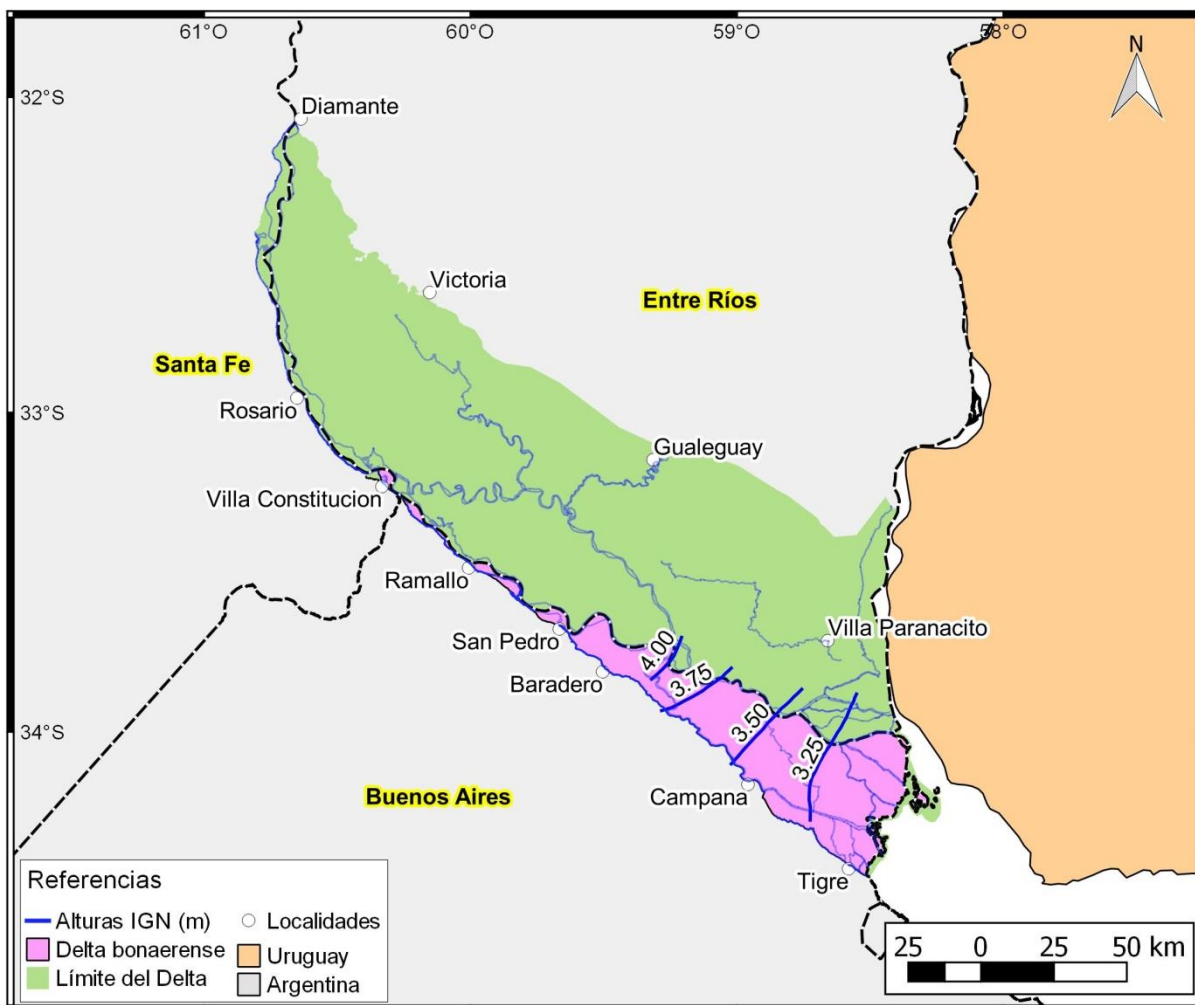 61°O
60°O
59°O
58°O
N
32°S
Diamante
Victoria
Entre Ríos
Santa Fe
33°S
Rosario
Gualeguay
Villa Constitucion
Ramallo
San Pedro
Villa Paranacito
4.00
Baradero
3.75
3.50
34°S
3.25
Buenos Aires
Campana
Tigre
Referencias
Alturas IGN (m)
Localidades
Delta bonaerense
Uruguay
Límite del Delta
Argentina
25 0 25 50 km